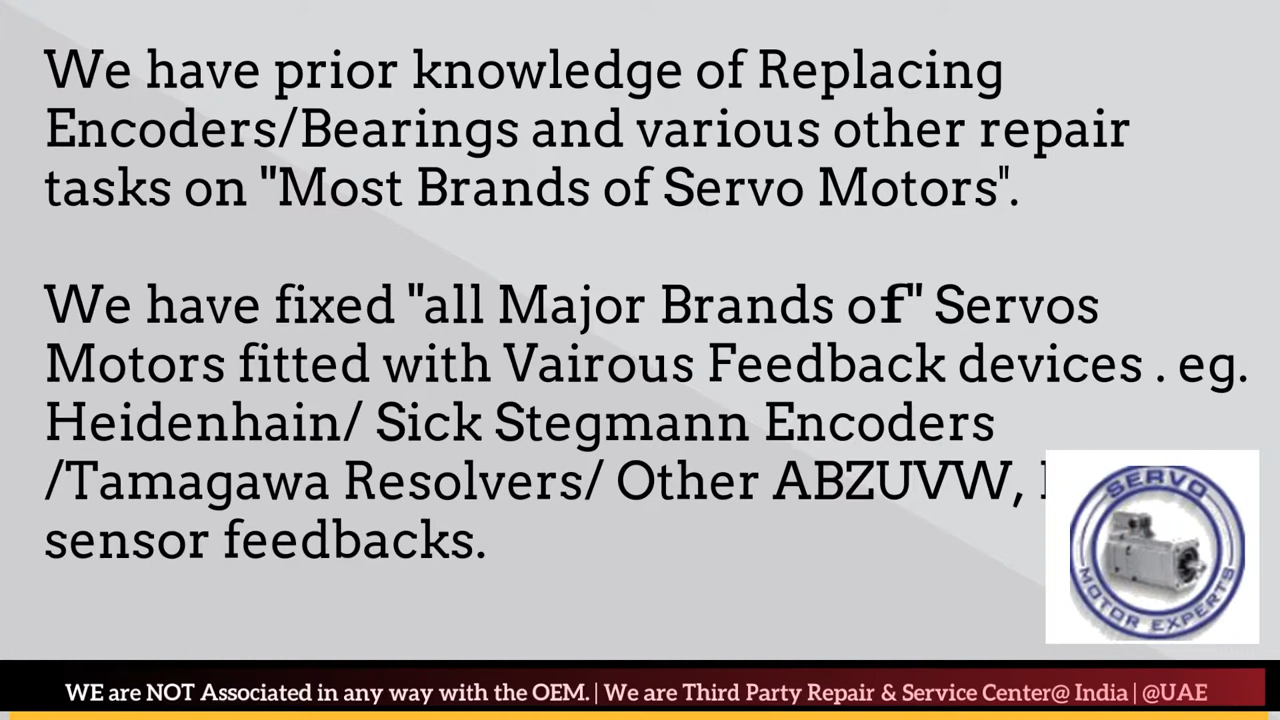 We have prior knowledge of Replacing
Encoders/Bearings and various other repair
tasks on "Most Brands of Servo Motors".
We have fixed "all Major Brands of" Servos
Motors fitted with Vairous Feedback devices . eg.
Heidenhain/ Sick Stegmann Encoders
/Tamagawa Resolvers/ Other ABZUVW,
sensor feedbacks.
SERVO
MOTOR EXPERTS
WE are NOT Associated in any way with the OEM. | We are Third Party Repair & Service Center@ India | @UAE